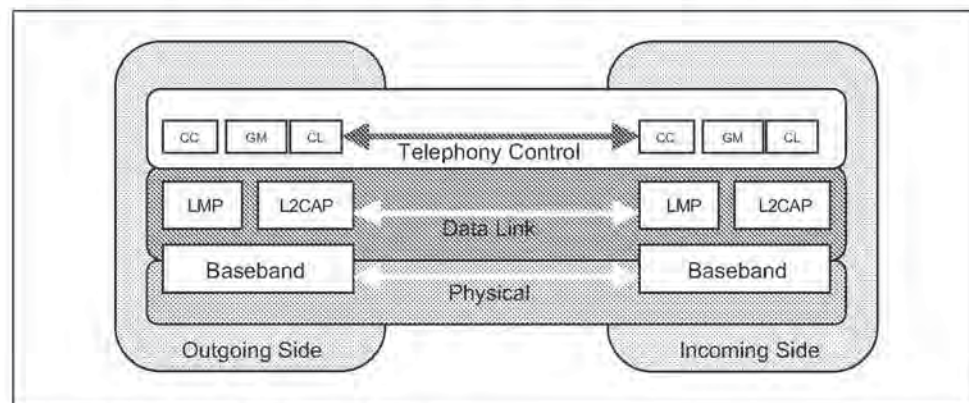 CC GM CL CC GM CL
Telephony Control
LMP L2CAP LMP L2CAP
Data Link
Baseband Baseband
Physical
Outgoing Side Incoming Side